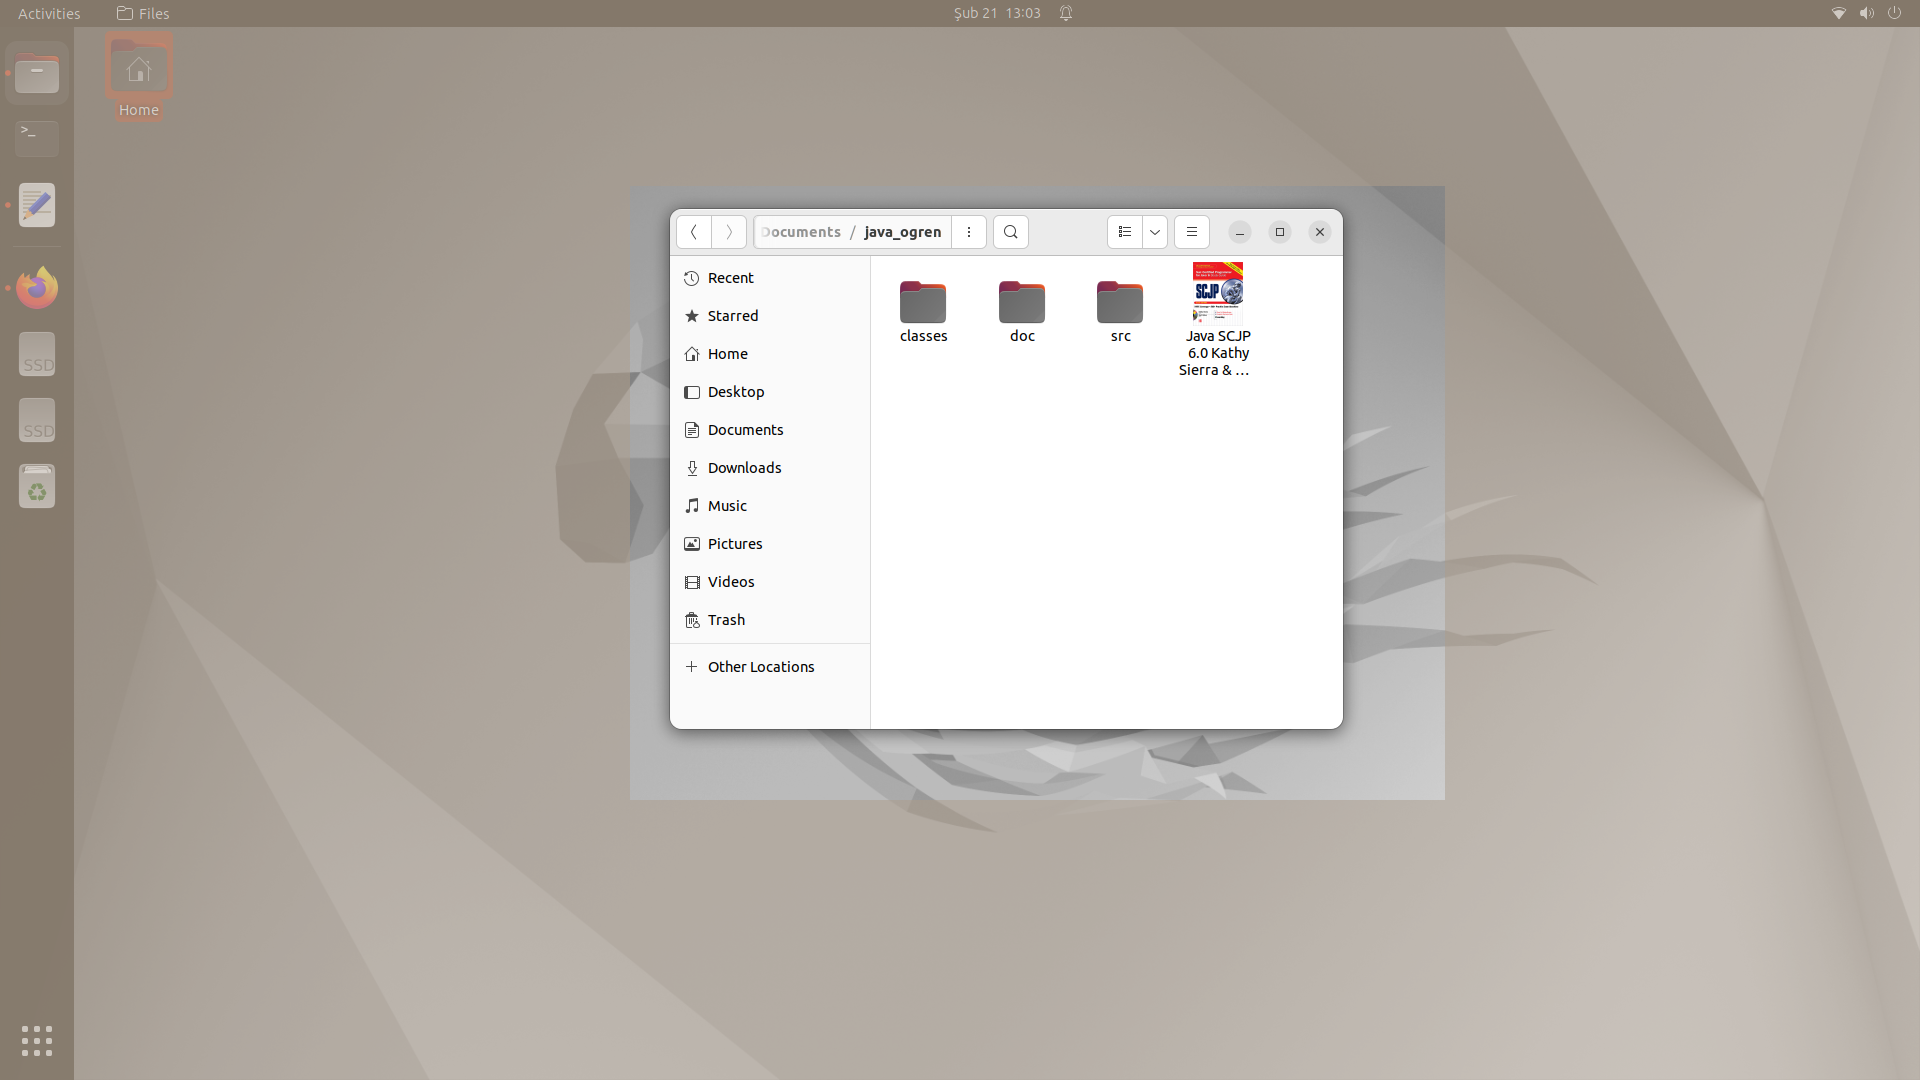 Activities
Files
Şub 21 13:03
Home
>_
SSD
SSD
Documents / java_ogren
Recent
Starred
Home
Desktop
Documents
Downloads
Music
Pictures
Videos
Trash
Other Locations
classes
doc
src
SCJP
Java SCJP
6.0 Kathy
Sierra & ...